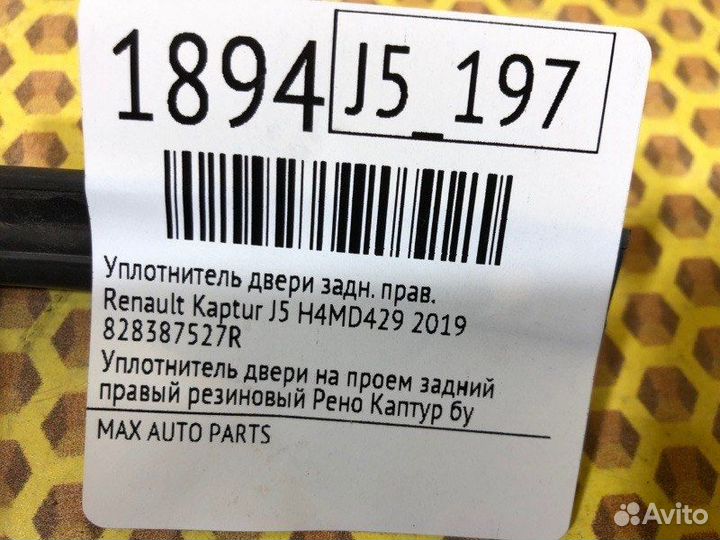 1894 J5_197
Уплотнитель двери задн. прав.
Renault Kaptur J5 H4MD429 2019
828387527R
Уплотнитель двери на проем задний
правый резиновый Рено Каптур бу
MAX AUTO PARTS
Avito